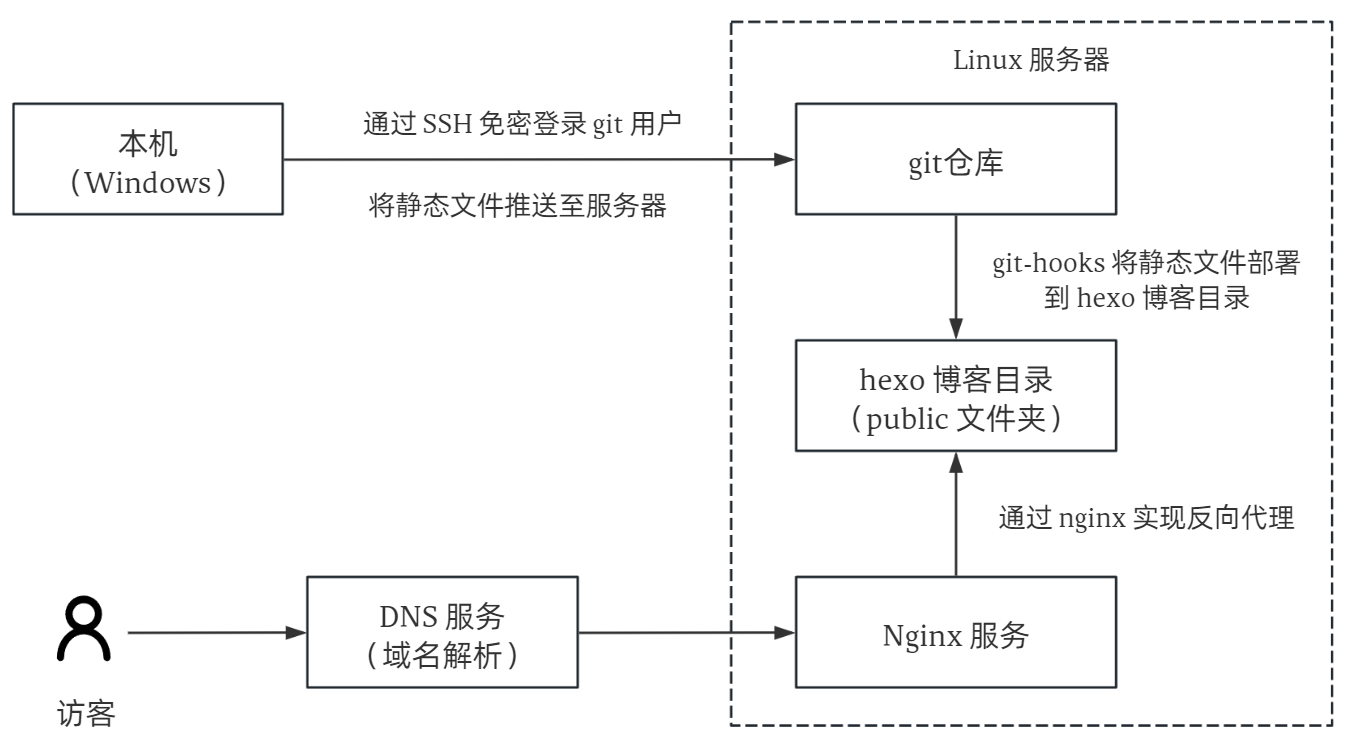 Linux 服务器
本机
（Windows）
通过 SSH 免密登录 git 用户
将静态文件推送至服务器
git仓库
git-hooks 将静态文件部署
到 hexo 博客目录
hexo 博客目录
（public 文件夹）
通过 nginx 实现反向代理
访客
DNS 服务
（域名解析）
Nginx 服务